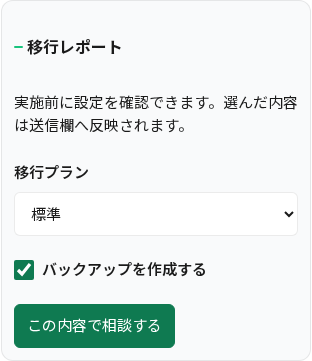 移行レポート
実施前に設定を確認できます。選んだ内容
は送信欄へ反映されます。
移行プラン
標準
バックアップを作成する
この内容で相談する